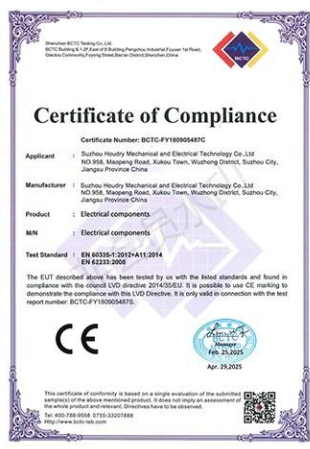 Shenzhen BCTC Testing Co., Ltd.
BCTC Building & 1-2F, East of B Building, Pengzhou Industrial, Fuyuan 1st Road,
Qiaotou Community, Fuyong Street, Bao'an District, Shenzhen, China
BCTC
Certificate of Compliance
Certificate Number: BCTC-FY180905487C
Applicant : Suzhou Houdry Mechanical and Electrical Technology Co.,Ltd
NO.958, Maopeng Road, Xukou Town, Wuzhong District, Suzhou City,
Jiangsu Province China
Manufacturer : Suzhou Houdry Mechanical and Electrical Technology Co.,Ltd
NO.958, Maopeng Road, Xukou Town, Wuzhong District, Suzhou City,
Jiangsu Province China
Product : Electrical components
M/N : Electrical components
Test Standard : EN 60335-1:2012+A11:2014
EN 62233:2008
The EUT described above has been tested by us with the listed standards and found in
compliance with the council LVD directive 2014/35/EU. It is possible to use CE marking to
demonstrate the compliance with this LVD Directive. It is only valid in connection with the test
report number: BCTC-FY180905487S.
CE
BCTC
Manager
Feb. 25,2025
Apr. 29,2025
This certificate of conformity is based on a single evaluation of the submitted
sample(s) of the above mentioned product. It does not imply an assessment of
the whole product and relevant. Directives have to be observed.
Tel: 400-788-9558 0755-33207888
Http://www.bctc-lab.com